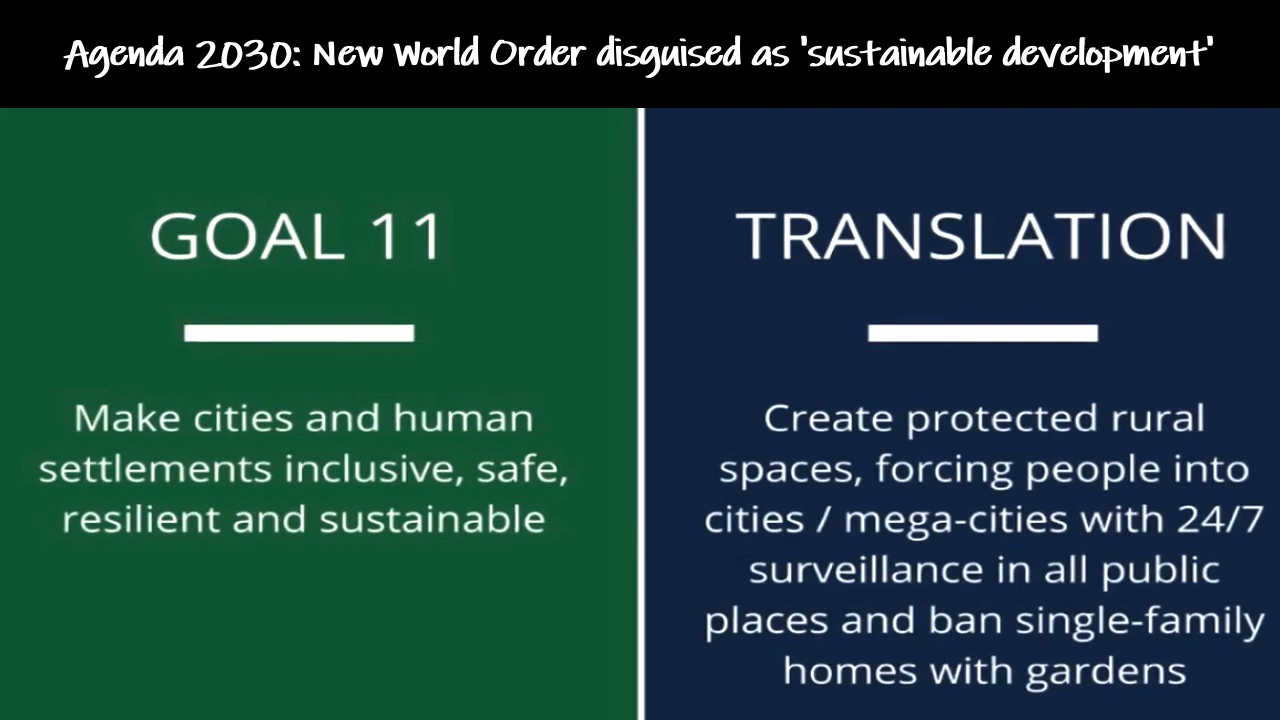 Agenda 2030: New World Order disguised as 'sustainable development'
GOAL 11
Make cities and human
settlements inclusive, safe,
resilient and sustainable
TRANSLATION
Create protected rural
spaces, forcing people into
cities / mega-cities with 24/7
surveillance in all public
places and ban single-family
homes with gardens